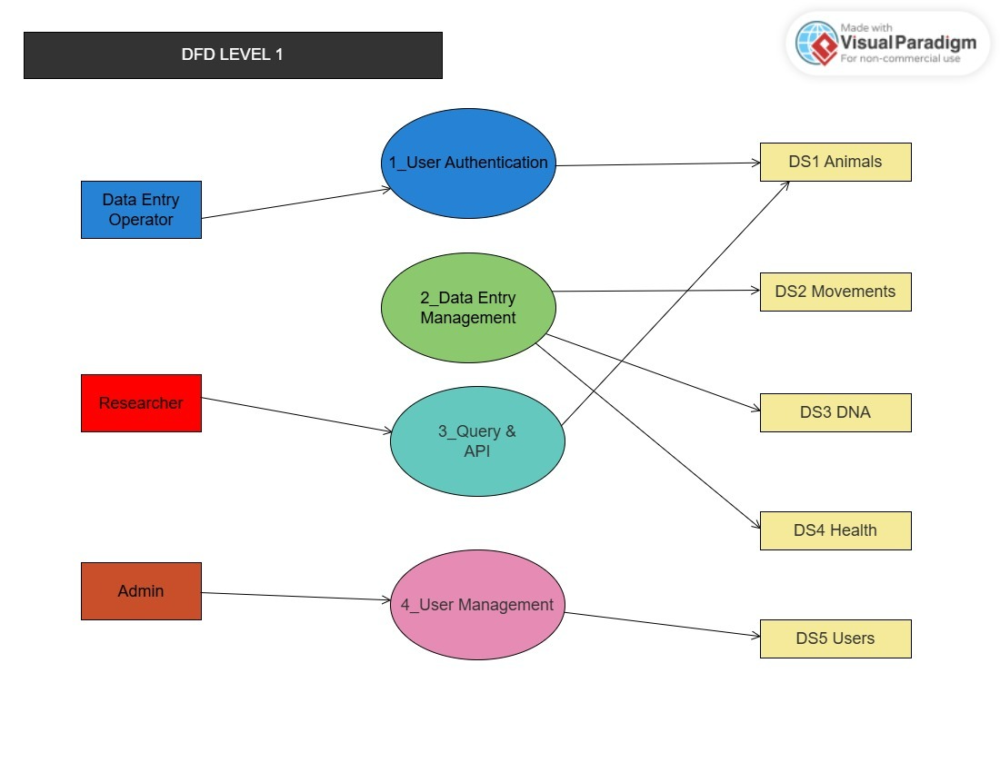 DFD LEVEL 1
Made with
Visual Paradigm
For non-commercial use
1_User Authentication
DS1 Animals
Data Entry
Operator
2_Data Entry
Management
DS2 Movements
Researcher
3_Query &
API
DS3 DNA
DS4 Health
Admin
4_User Management
DS5 Users